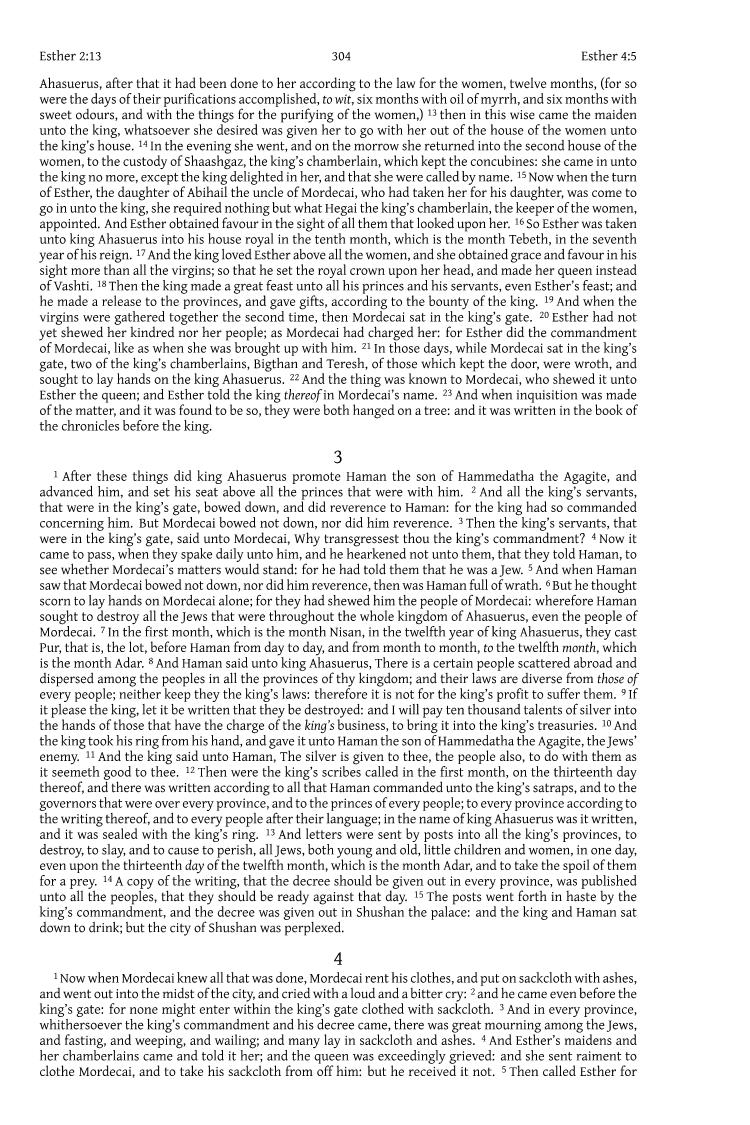 Esther 2:13 304 Esther 4:5
Ahasuerus, after that it had been done to her according to the law for the women, twelve months, (for so
were the days of their purifications accomplished, to wit, six months with oil of myrrh, and six months with
sweet odours, and with the things for the purifying of the women,) 13 then in this wise came the maiden
unto the king, whatsoever she desired was given her to go with her out of the house of the women unto
the king's house. 14 In the evening she went, and on the morrow she returned into the second house of the
women, to the custody of Shaashgaz, the king's chamberlain, which kept the concubines: she came in unto
the king no more, except the king delighted in her, and that she were called by name. 15 Now when the turn
of Esther, the daughter of Abihail the uncle of Mordecai, who had taken her for his daughter, was come to
go in unto the king, she required nothing but what Hegai the king's chamberlain, the keeper of the women,
appointed. And Esther obtained favour in the sight of all them that looked upon her. 16 So Esther was taken
unto king Ahasuerus into his house royal in the tenth month, which is the month Tebeth, in the seventh
year of his reign. 17 And the king loved Esther above all the women, and she obtained grace and favour in his
sight more than all the virgins; so that he set the royal crown upon her head, and made her queen instead
of Vashti. 18 Then the king made a great feast unto all his princes and his servants, even Esther's feast; and
he made a release to the provinces, and gave gifts, according to the bounty of the king. 19 And when the
virgins were gathered together the second time, then Mordecai sat in the king's gate. 20 Esther had not
yet shewed her kindred nor her people; as Mordecai had charged her: for Esther did the commandment
of Mordecai, like as when she was brought up with him. 21 In those days, while Mordecai sat in the king's
gate, two of the king's chamberlains, Bigthan and Teresh, of those which kept the door, were wroth, and
sought to lay hands on the king Ahasuerus. 22 And the thing was known to Mordecai, who shewed it unto
Esther the queen; and Esther told the king thereof in Mordecai's name. 23 And when inquisition was made
of the matter, and it was found to be so, they were both hanged on a tree: and it was written in the book of
the chronicles before the king.
3
1 After these things did king Ahasuerus promote Haman the son of Hammedatha the Agagite, and
advanced him, and set his seat above all the princes that were with him. 2 And all the king's servants,
that were in the king's gate, bowed down, and did reverence to Haman: for the king had so commanded
concerning him. But Mordecai bowed not down, nor did him reverence. 3 Then the king's servants, that
were in the king's gate, said unto Mordecai, Why transgressest thou the king's commandment? 4 Now it
came to pass, when they spake daily unto him, and he hearkened not unto them, that they told Haman, to
see whether Mordecai's matters would stand: for he had told them that he was a Jew. 5 And when Haman
saw that Mordecai bowed not down, nor did him reverence, then was Haman full of wrath. 6 But he thought
scorn to lay hands on Mordecai alone; for they had shewed him the people of Mordecai: wherefore Haman
sought to destroy all the Jews that were throughout the whole kingdom of Ahasuerus, even the people of
Mordecai. 7 In the first month, which is the month Nisan, in the twelfth year of king Ahasuerus, they cast
Pur, that is, the lot, before Haman from day to day, and from month to month, to the twelfth month, which
is the month Adar. 8 And Haman said unto king Ahasuerus, There is a certain people scattered abroad and
dispersed among the peoples in all the provinces of thy kingdom; and their laws are diverse from those of
every people; neither keep they the king's laws: therefore it is not for the king's profit to suffer them. 9 If
it please the king, let it be written that they be destroyed: and I will pay ten thousand talents of silver into
the hands of those that have the charge of the king's business, to bring it into the king's treasuries. 10 And
the king took his ring from his hand, and gave it unto Haman the son of Hammedatha the Agagite, the Jews'
enemy. 11 And the king said unto Haman, The silver is given to thee, the people also, to do with them as
it seemeth good to thee. 12 Then were the king's scribes called in the first month, on the thirteenth day
thereof, and there was written according to all that Haman commanded unto the king's satraps, and to the
governors that were over every province, and to the princes of every people; to every province according to
the writing thereof, and to every people after their language; in the name of king Ahasuerus was it written,
and it was sealed with the king's ring. 13 And letters were sent by posts into all the king's provinces, to
destroy, to slay, and to cause to perish, all Jews, both young and old, little children and women, in one day,
even upon the thirteenth day of the twelfth month, which is the month Adar, and to take the spoil of them
for a prey. 14 A copy of the writing, that the decree should be given out in every province, was published
unto all the peoples, that they should be ready against that day. 15 The posts went forth in haste by the
king's commandment, and the decree was given out in Shushan the palace: and the king and Haman sat
down to drink; but the city of Shushan was perplexed.
4
1 Now when Mordecai knew all that was done, Mordecai rent his clothes, and put on sackcloth with ashes,
and went out into the midst of the city, and cried with a loud and a bitter cry: 2 and he came even before the
king's gate: for none might enter within the king's gate clothed with sackcloth. 3 And in every province,
whithersoever the king's commandment and his decree came, there was great mourning among the Jews,
and fasting, and weeping, and wailing; and many lay in sackcloth and ashes. 4 And Esther's maidens and
her chamberlains came and told it her; and the queen was exceedingly grieved: and she sent raiment to
clothe Mordecai, and to take his sackcloth from off him: but he received it not. 5 Then called Esther for